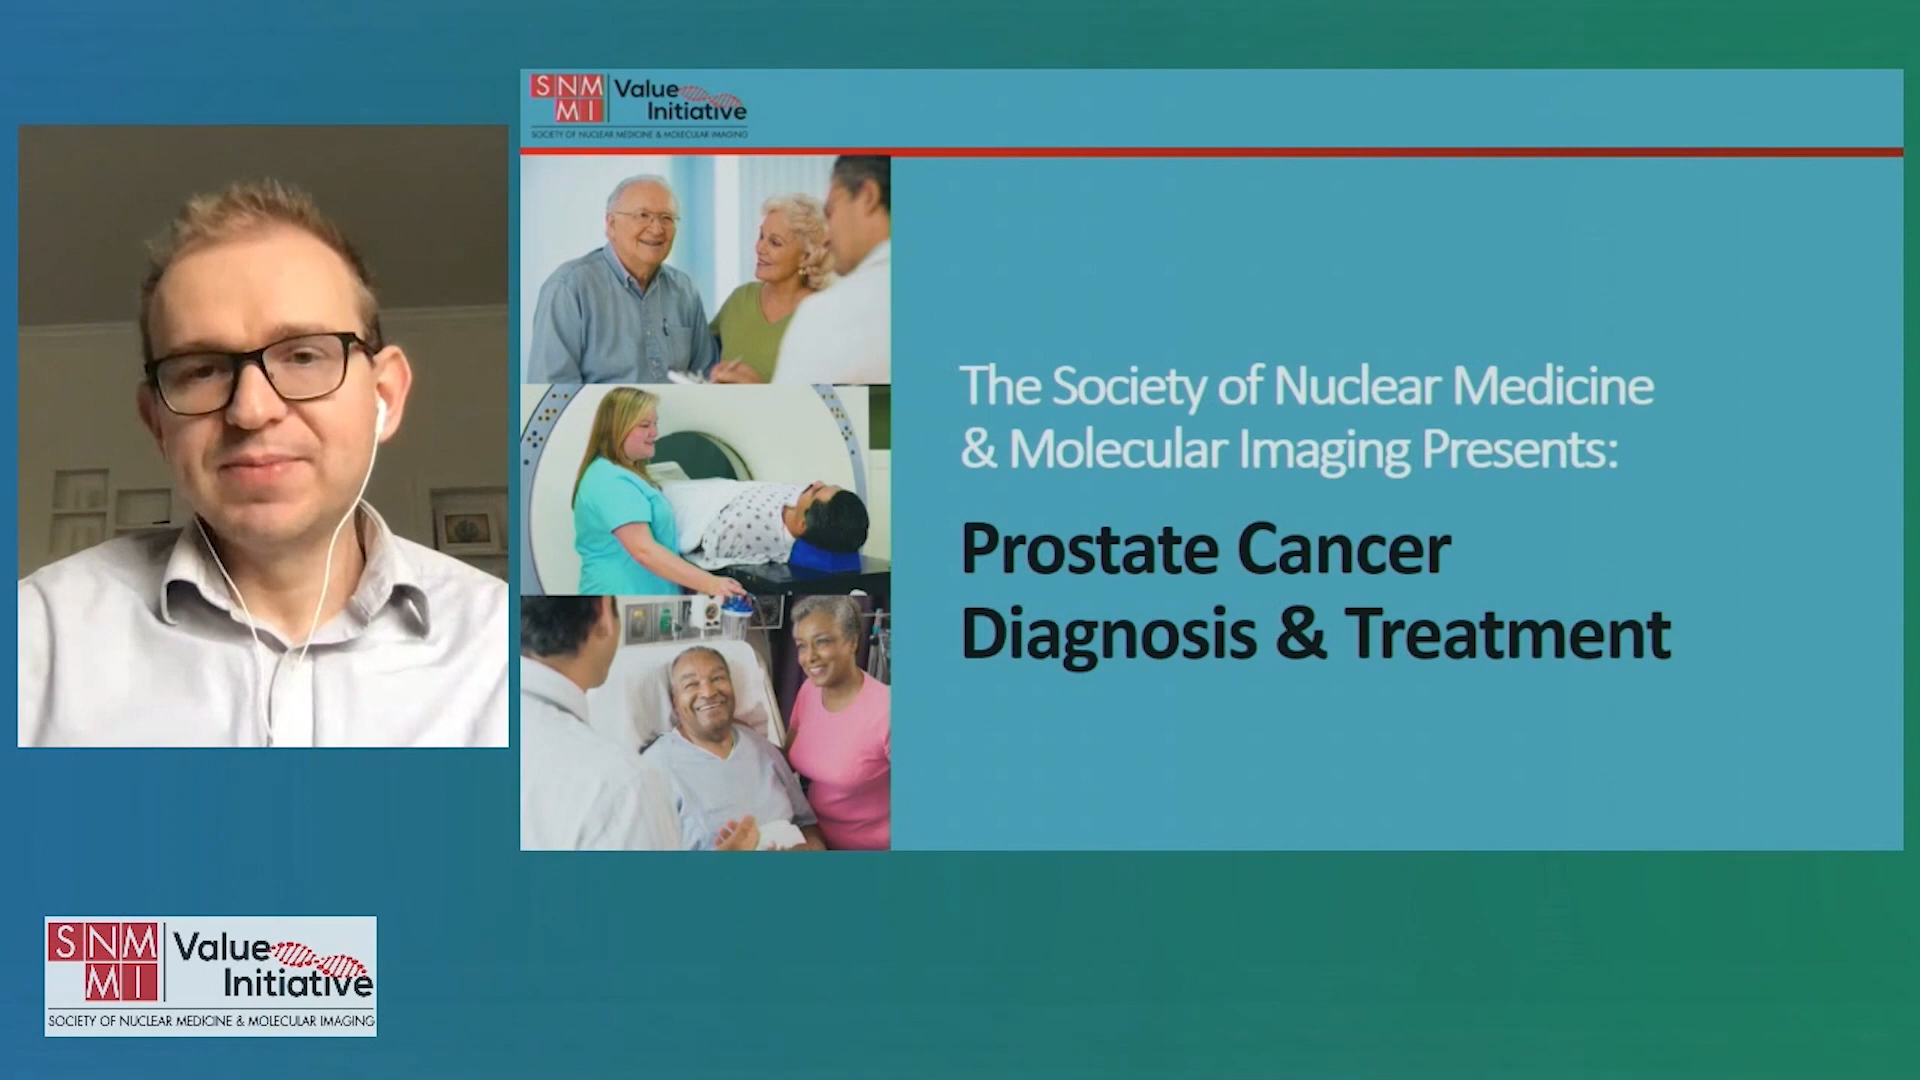 SNM
MI
Value
Initiative
SOCIETY OF NUCLEAR MEDICINE & MOLECULAR IMAGING
The Society of Nuclear Medicine
& Molecular Imaging Presents:
Prostate Cancer
Diagnosis & Treatment
SNM
MI
Value
Initiative
SOCIETY OF NUCLEAR MEDICINE & MOLECULAR IMAGING